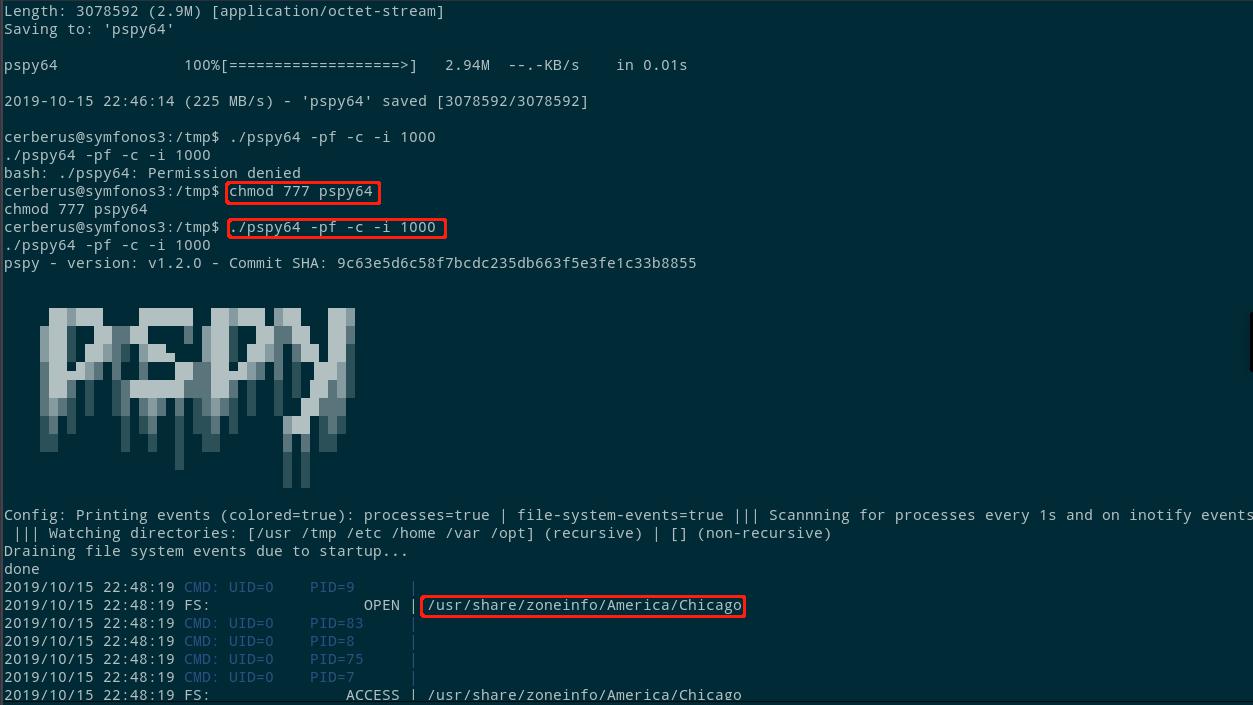 Length: 3078592 (2.9M) [application/octet-stream]
Saving to: 'pspy64'
pspy64 100%[===================>] 2.94M --.-KB/s in 0.01s
2019-10-15 22:46:14 (225 MB/s) - 'pspy64' saved [3078592/3078592]
cerberus@symfonos3:/tmp$ ./pspy64 -pf -c -i 1000
./pspy64 -pf -c -i 1000
bash: ./pspy64: Permission denied
cerberus@symfonos3:/tmp$ chmod 777 pspy64
chmod 777 pspy64
cerberus@symfonos3:/tmp$ ./pspy64 -pf -c -i 1000
./pspy64 -pf -c -i 1000
pspy - version: v1.2.0 - Commit SHA: 9c63e5d6c58f7bcdc235db663f5e3fe1c33b8855
PSPY
Config: Printing events (colored=true): processes=true | file-system-events=true ||| Scannning for processes every 1s and on inotify events
||| Watching directories: [/usr /tmp /etc /home /var /opt] (recursive) | [] (non-recursive)
Draining file system events due to startup...
done
2019/10/15 22:48:19 CMD: UID=0 PID=9 |
2019/10/15 22:48:19 FS: OPEN | /usr/share/zoneinfo/America/Chicago
2019/10/15 22:48:19 CMD: UID=0 PID=83 |
2019/10/15 22:48:19 CMD: UID=0 PID=8 |
2019/10/15 22:48:19 CMD: UID=0 PID=75 |
2019/10/15 22:48:19 CMD: UID=0 PID=7 |
2019/10/15 22:48:19 FS: ACCESS | /usr/share/zoneinfo/America/Chicago